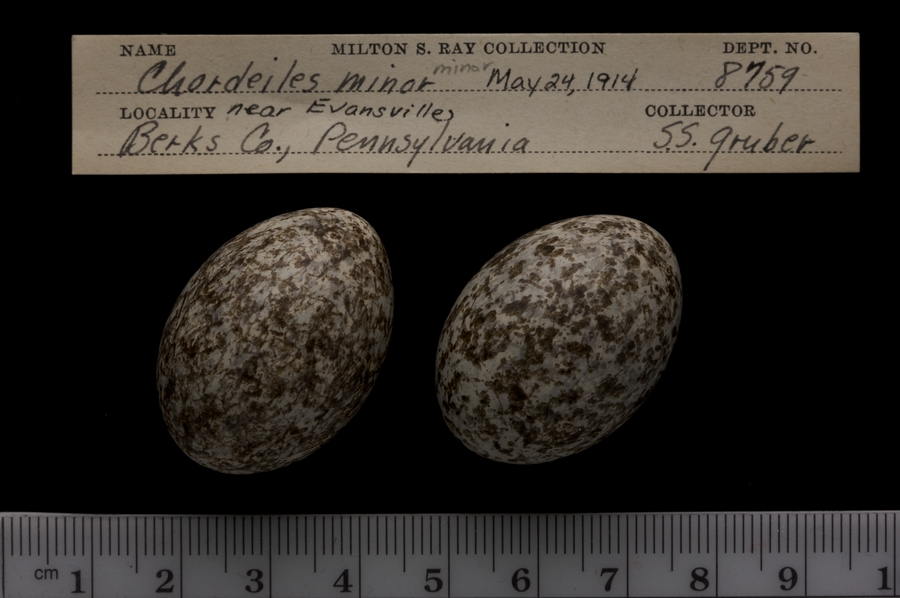 NAME MILTON S. RAY COLLECTION DEPT. NO.
Chordeiles minor minor May 24, 1914 8759
LOCALITY near Evansville, COLLECTOR
Berks Co., Pennsylvania S.S. gruber
cm 1 2 3 4 5 6 7 8 9 1